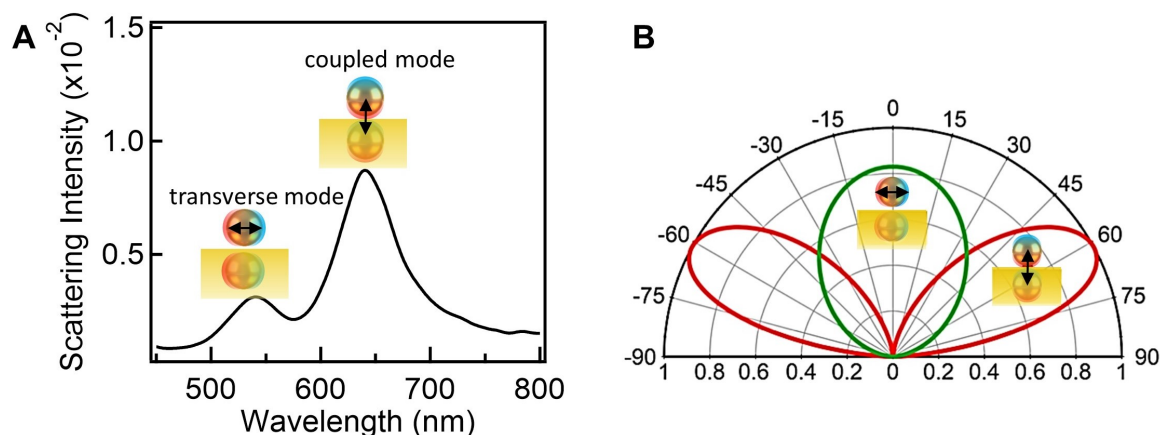 A
Scattering Intensity (x10-2)
1.5
1.0
0.5
coupled mode
transverse mode
500 600 700 800
Wavelength (nm)
B
0
-15 15
-30 30
-45 45
-60 60
-75 75
-90 90
1 0.8 0.6 0.4 0.2 0 0.2 0.4 0.6 0.8 1